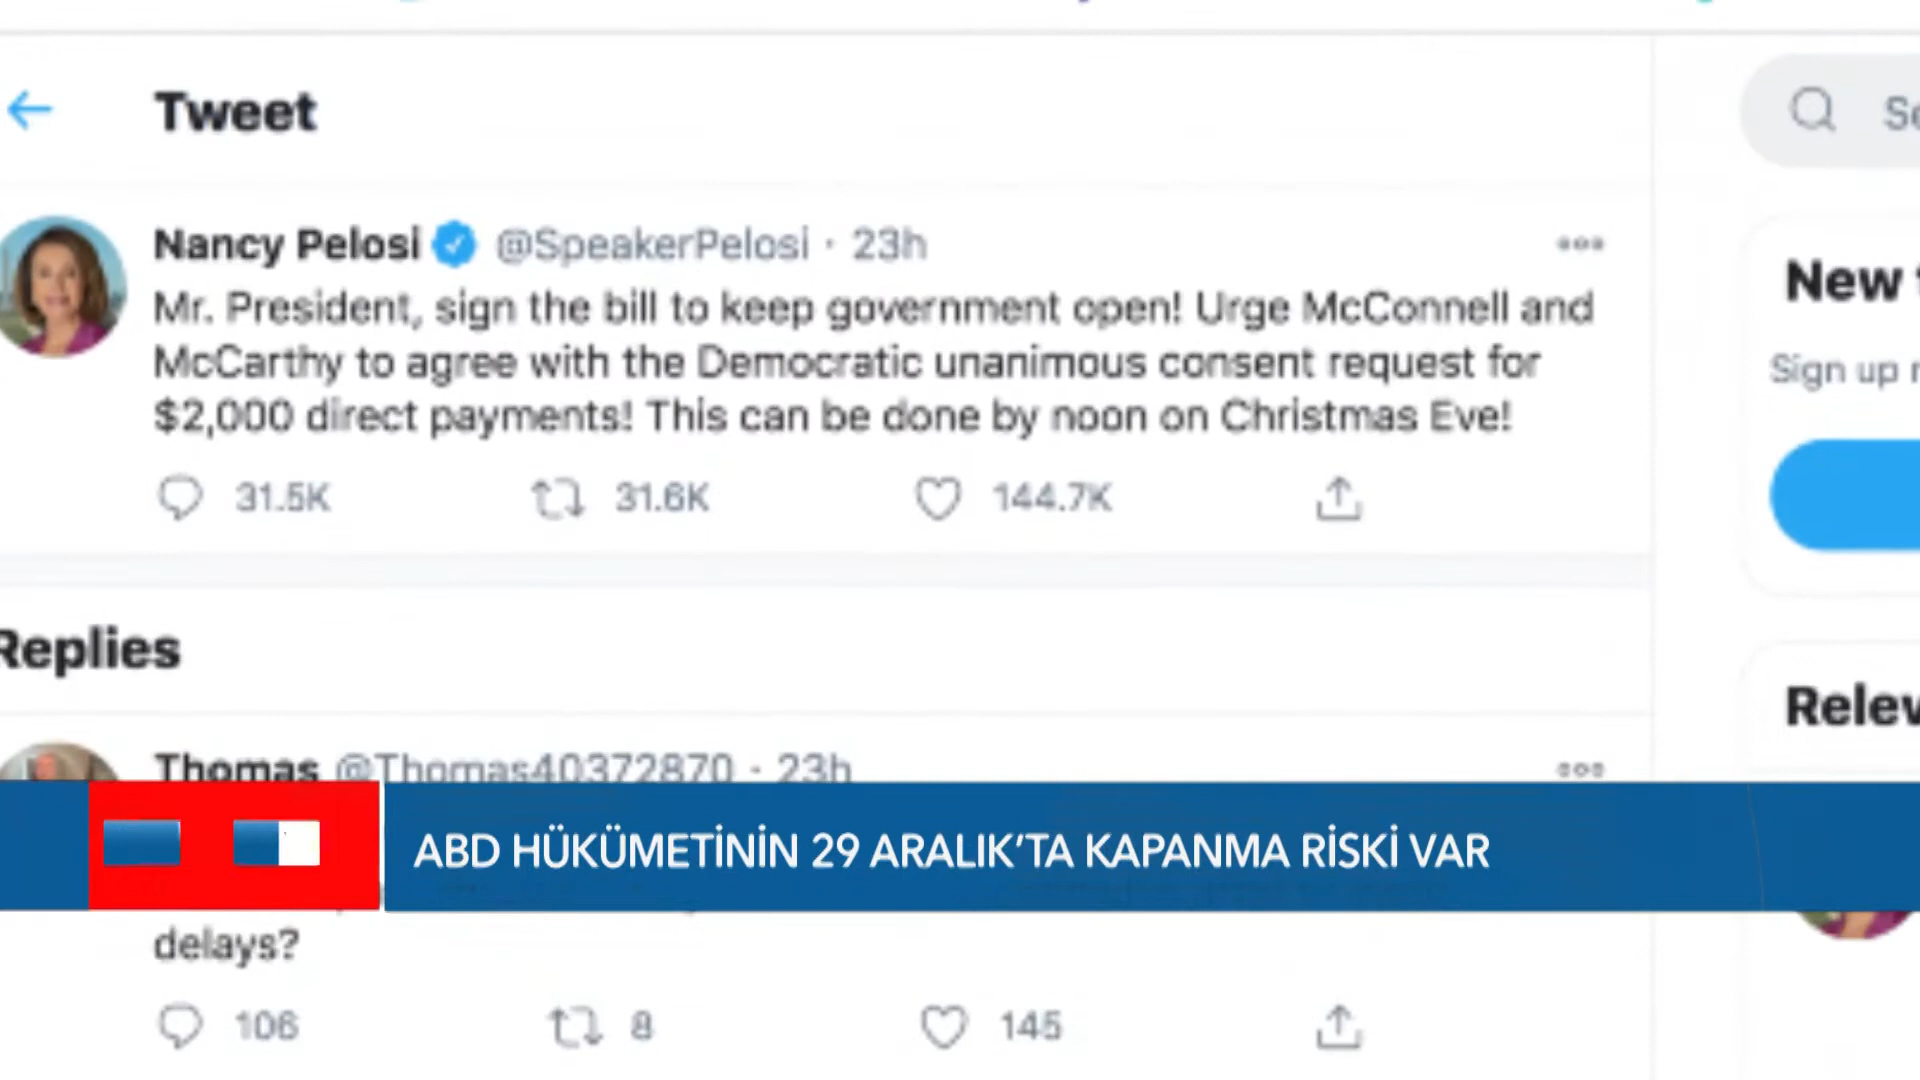 Tweet
Nancy Pelosi @SpeakerPelosi · 23h
Mr. President, sign the bill to keep government open! Urge McConnell and
McCarthy to agree with the Democratic unanimous consent request for
$2,000 direct payments! This can be done by noon on Christmas Eve!
31.5K 31.6K 144.7K
New
Sign up
Replies
Thomas @Thomas40372870 · 23h
ABD HÜKÜMETİNİN 29 ARALIK'TA KAPANMA RİSKİ VAR
delays?
106 8 145